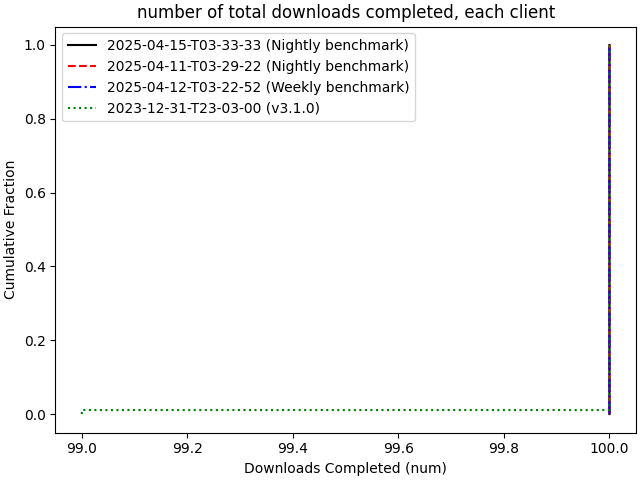 number of total downloads completed, each client
2025-04-15-T03-33-33 (Nightly benchmark)
2025-04-11-T03-29-22 (Nightly benchmark)
2025-04-12-T03-22-52 (Weekly benchmark)
2023-12-31-T23-03-00 (v3.1.0)
Cumulative Fraction
1.0
0.8
0.6
0.4
0.2
0.0
99.0 99.2 99.4 99.6 99.8 100.0
Downloads Completed (num)